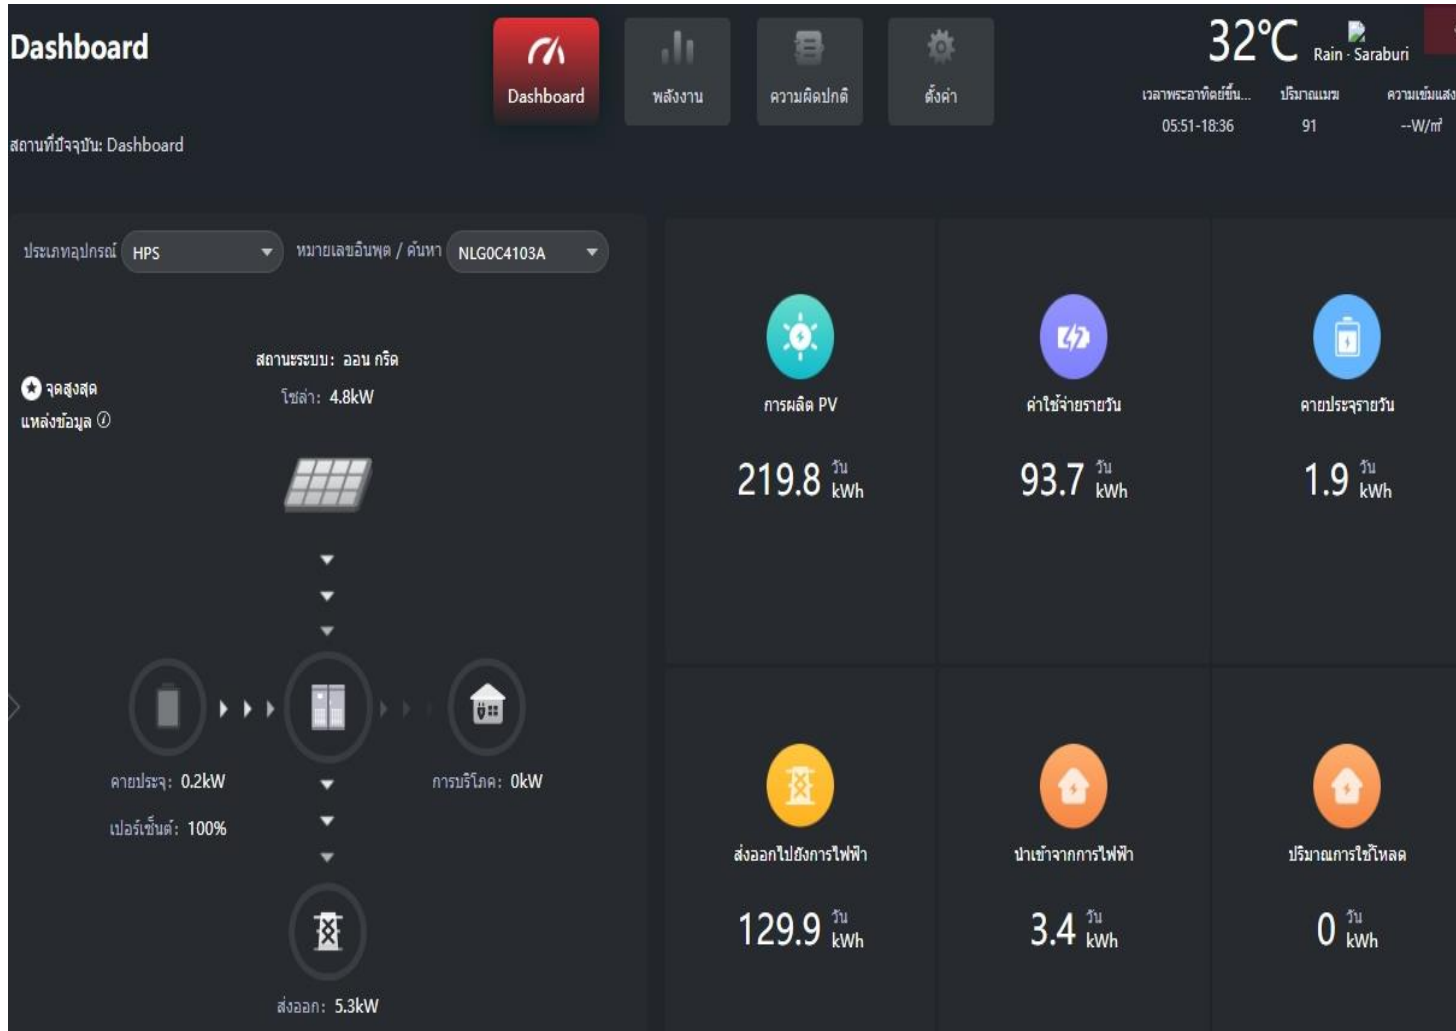 Dashboard
Dashboard
พลังงาน
ความผิดปกติ
ตั้งค่า
32℃ Rain · Saraburi
เวลาพระอาทิตย์ขึ้น... ปริมาณเมฆ ความเข้มแสง
05:51-18:36 91 --W/㎡
สถานที่ปัจจุบัน: Dashboard
ประเภทอุปกรณ์ HPS หมายเลขอินพุต / ค้นหา NLG0C4103A
สถานะระบบ: ออน กริด
โซล่า: 4.8kW
จุดสูงสุด
แหล่งข้อมูล
คายประจุ: 0.2kW
เปอร์เซ็นต์: 100%
การบริโภค: 0kW
ส่งออก: 5.3kW
การผลิต PV
219.8 วัน kWh
ค่าใช้จ่ายรายวัน
93.7 วัน kWh
คายประจุรายวัน
1.9 วัน kWh
ส่งออกไปยังการไฟฟ้า
129.9 วัน kWh
นำเข้าจากการไฟฟ้า
3.4 วัน kWh
ปริมาณการใช้โหลด
0 วัน kWh